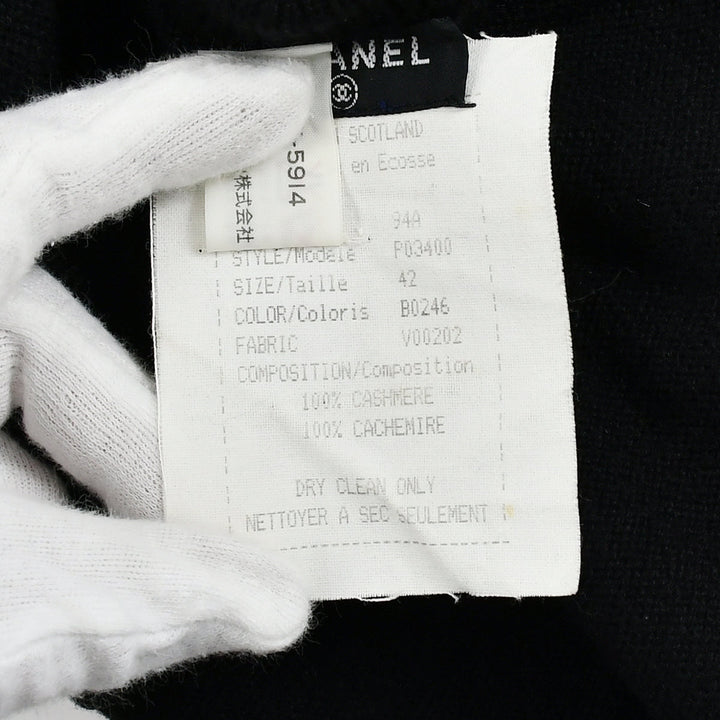 ANEL
SCOTLAND
en Ecosse
-5914
株式会社
94A
STYLE/Modele P03400
SIZE/Taille 42
COLOR/Coloris B0246
FABRIC V00202
COMPOSITION/Composition
100% CASHMERE
100% CACHEMIRE
DRY CLEAN ONLY
NETTOYER A SEC SEULEMENT